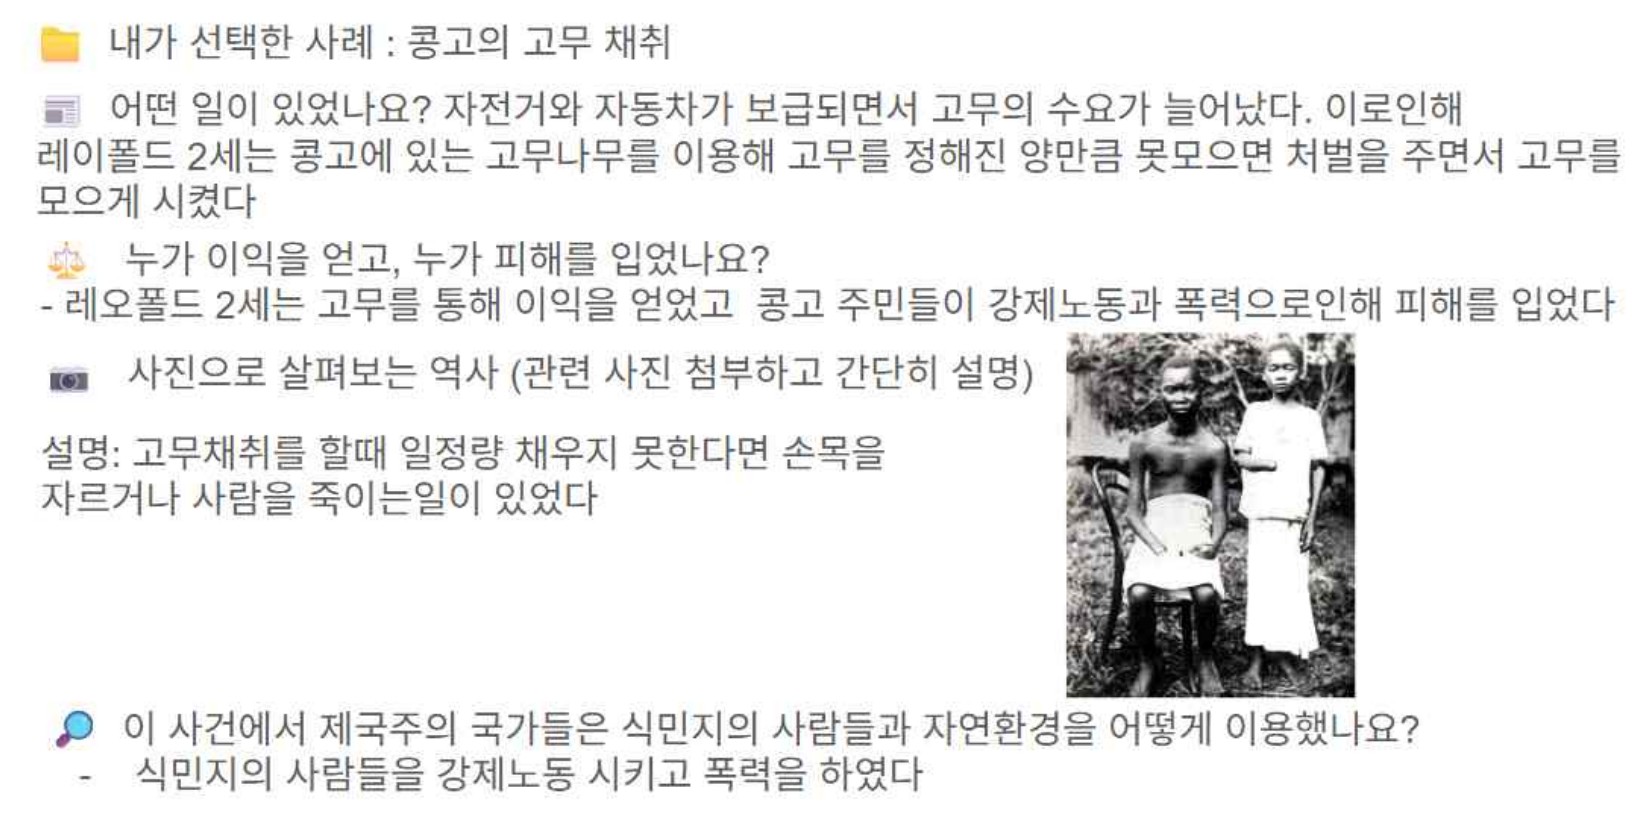 내가 선택한 사례 : 콩고의 고무 채취
어떤 일이 있었나요? 자전거와 자동차가 보급되면서 고무의 수요가 늘어났다. 이로인해
레이폴드 2세는 콩고에 있는 고무나무를 이용해 고무를 정해진 양만큼 못모으면 처벌을 주면서 고무를
모으게 시켰다
누가 이익을 얻고, 누가 피해를 입었나요?
- 레오폴드 2세는 고무를 통해 이익을 얻었고 콩고 주민들이 강제노동과 폭력으로인해 피해를 입었다
사진으로 살펴보는 역사 (관련 사진 첨부하고 간단히 설명)
설명: 고무채취를 할때 일정량 채우지 못한다면 손목을
자르거나 사람을 죽이는일이 있었다
이 사건에서 제국주의 국가들은 식민지의 사람들과 자연환경을 어떻게 이용했나요?
- 식민지의 사람들을 강제노동 시키고 폭력을 하였다